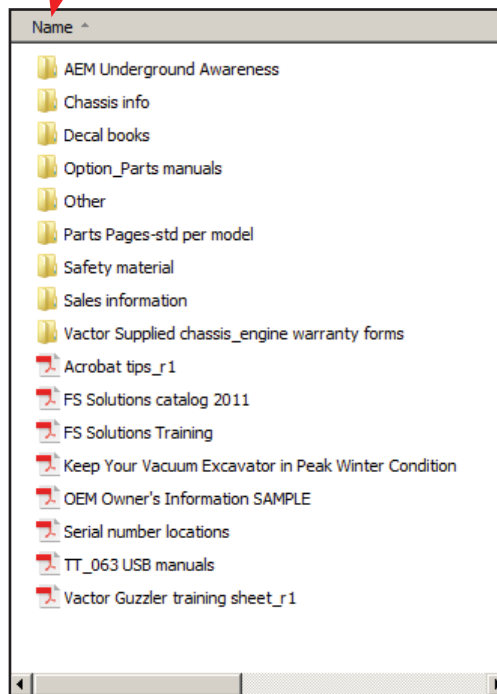 Name
AEM Underground Awareness
Chassis info
Decal books
Option_Parts manuals
Other
Parts Pages-std per model
Safety material
Sales information
Vactor Supplied chassis_engine warranty forms
Acrobat tips_r1
FS Solutions catalog 2011
FS Solutions Training
Keep Your Vacuum Excavator in Peak Winter Condition
OEM Owner's Information SAMPLE
Serial number locations
TT_063 USB manuals
Vactor Guzzler training sheet_r1